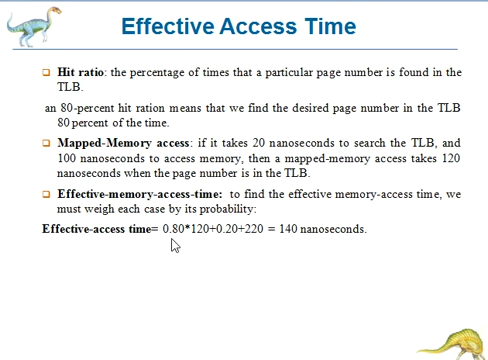 Effective Access Time
Hit ratio: the percentage of times that a particular page number is found in the
TLB.
an 80-percent hit ration means that we find the desired page number in the TLB
80 percent of the time.
Mapped-Memory access: if it takes 20 nanoseconds to search the TLB, and
100 nanoseconds to access memory, then a mapped-memory access takes 120
nanoseconds when the page number is in the TLB.
Effective-memory-access-time: to find the effective memory-access time, we
must weigh each case by its probability:
Effective-access time= 0.80*120+0.20+220 = 140 nanoseconds.